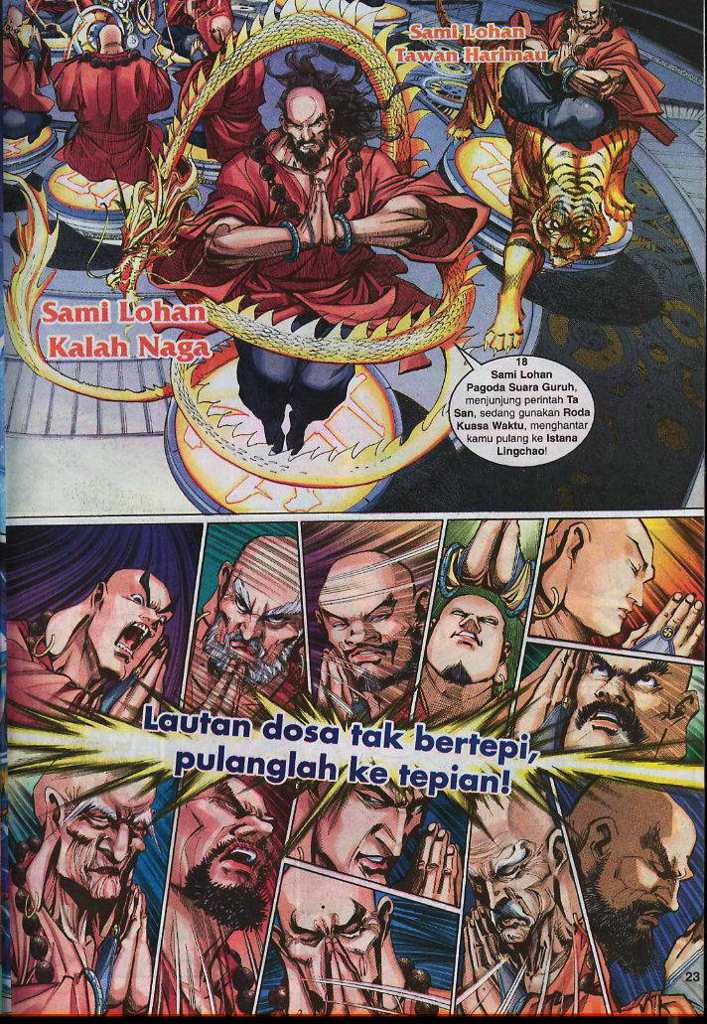 Sami Lohan
Tawan Harimau
Sami Lohan
Kalah Naga
18
Sami Lohan
Pagoda Suara Guruh,
menjunjung perintah Ta
San, sedang gunakan Roda
Kuasa Waktu, menghantar
kamu pulang ke Istana
Lingchao!
Lautan dosa tak bertepi,
pulanglah ke tepian!
23